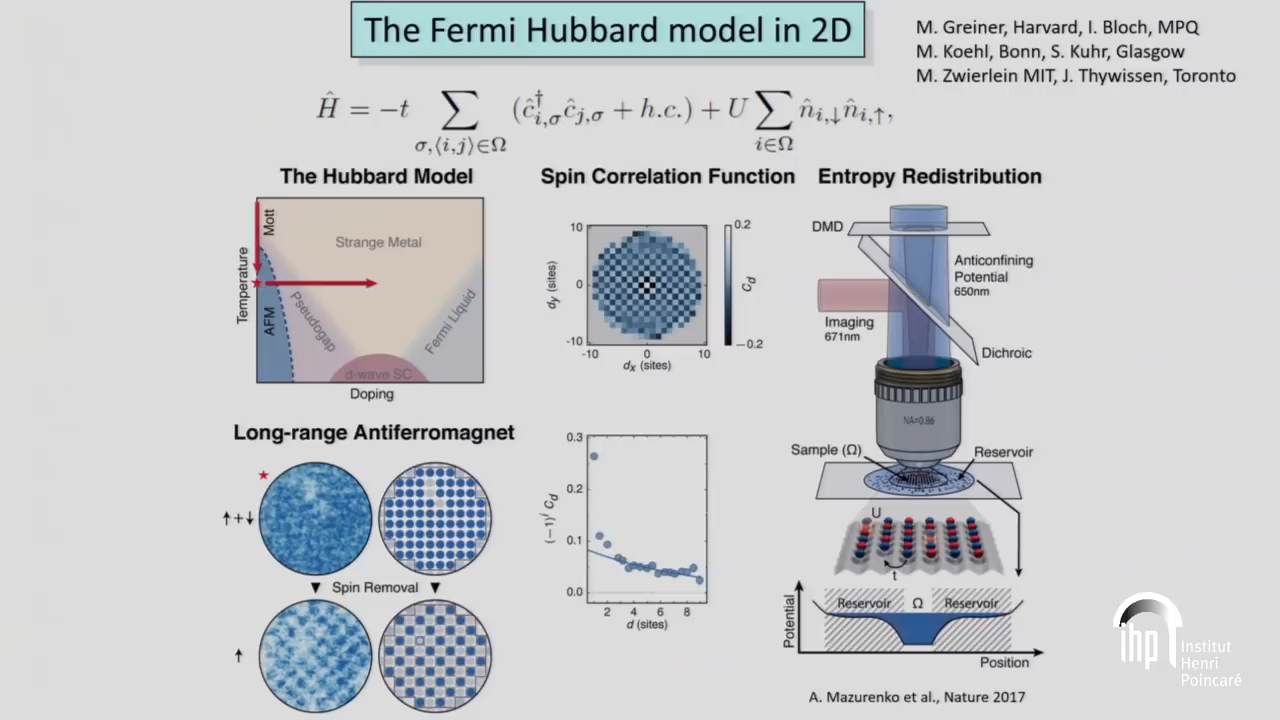 The Fermi Hubbard model in 2D
M. Greiner, Harvard, I. Bloch, MPQ
M. Koehl, Bonn, S. Kuhr, Glasgow
M. Zwierlein MIT, J. Thywissen, Toronto
Ĥ = −t ∑ (ĉ†i,σ ĉj,σ + h.c.) + U ∑ n̂i,↓ n̂i,↑,
σ,⟨i,j⟩∈Ω i∈Ω
The Hubbard Model
Temperature
Mott
Strange Metal
AFM
Pseudogap
Fermi Liquid
d-wave SC
Doping
Spin Correlation Function
10
0
-10
dy (sites)
-10 0 10
dx (sites)
0.2
Cd
−0.2
Entropy Redistribution
DMD
Anticonfining
Potential
650nm
Imaging
671nm
Dichroic
NA=0.86
Sample (Ω)
Reservoir
U
t
Potential
Reservoir Ω Reservoir
Position
Long-range Antiferromagnet
↑+↓
▼ Spin Removal ▼
↑
0.3
0.2
0.1
0.0
(−1)^i Cd
2 4 6 8
d (sites)
A. Mazurenko et al., Nature 2017
ihp
Institut
Henri
Poincaré